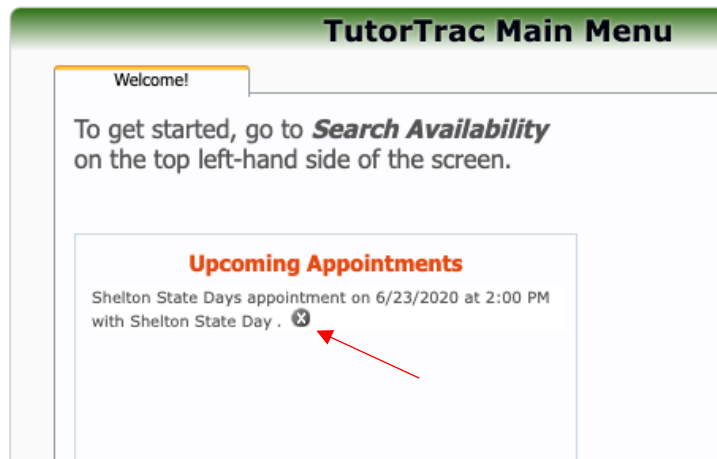 TutorTrac Main Menu
Welcome!
To get started, go to Search Availability
on the top left-hand side of the screen.
Upcoming Appointments
Shelton State Days appointment on 6/23/2020 at 2:00 PM
with Shelton State Day .